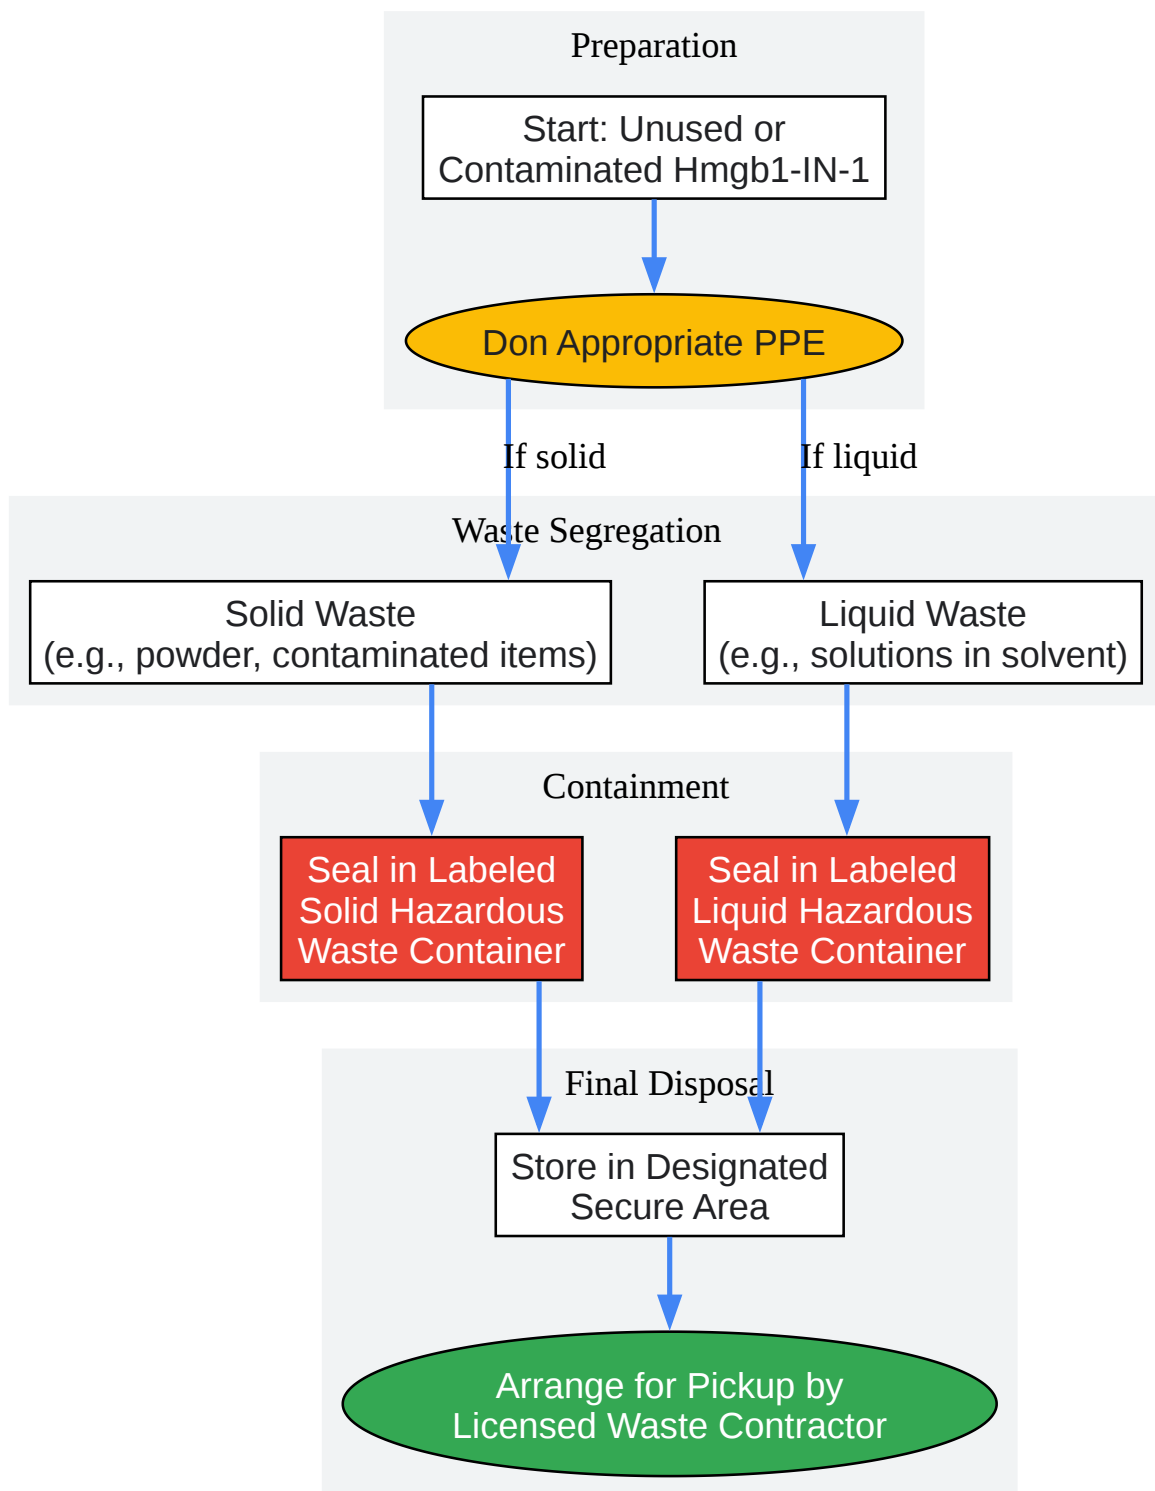 Preparation
Start: Unused or
Contaminated Hmgb1-IN-1
Don Appropriate PPE
If solid
If liquid
Waste Segregation
Solid Waste
(e.g., powder, contaminated items)
Liquid Waste
(e.g., solutions in solvent)
Containment
Seal in Labeled
Solid Hazardous
Waste Container
Seal in Labeled
Liquid Hazardous
Waste Container
Final Disposal
Store in Designated
Secure Area
Arrange for Pickup by
Licensed Waste Contractor